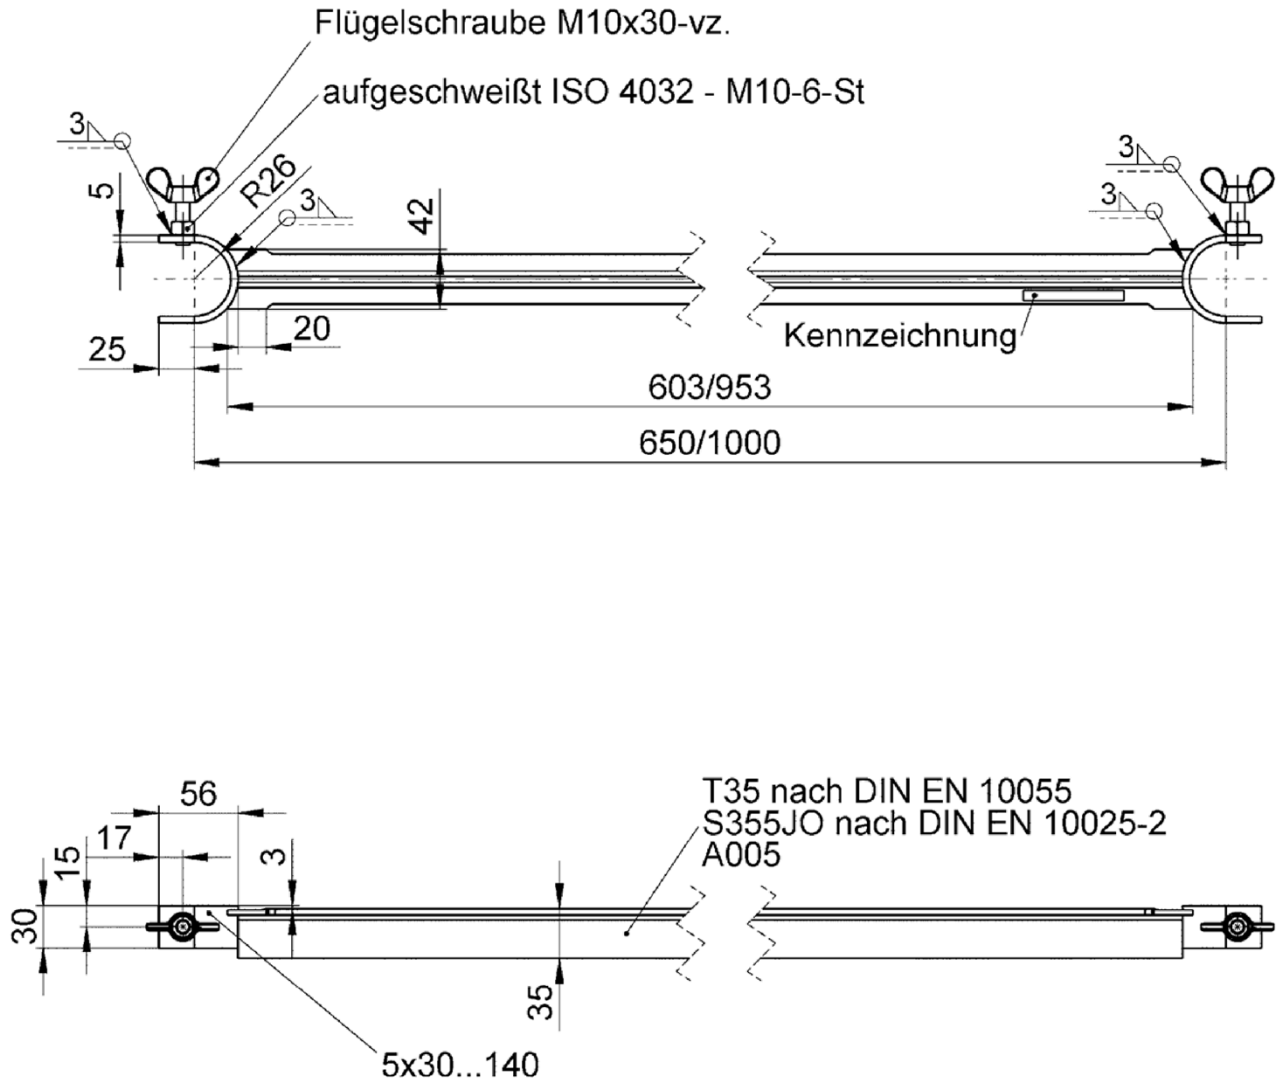 Flügelschraube M10x30-vz.
aufgeschweißt ISO 4032 - M10-6-St
3
5
R26
3
42
3
3
20
25
Kennzeichnung
603/953
650/1000
56
17
15
30
3
35
T35 nach DIN EN 10055
S355JO nach DIN EN 10025-2
A005
5x30...140